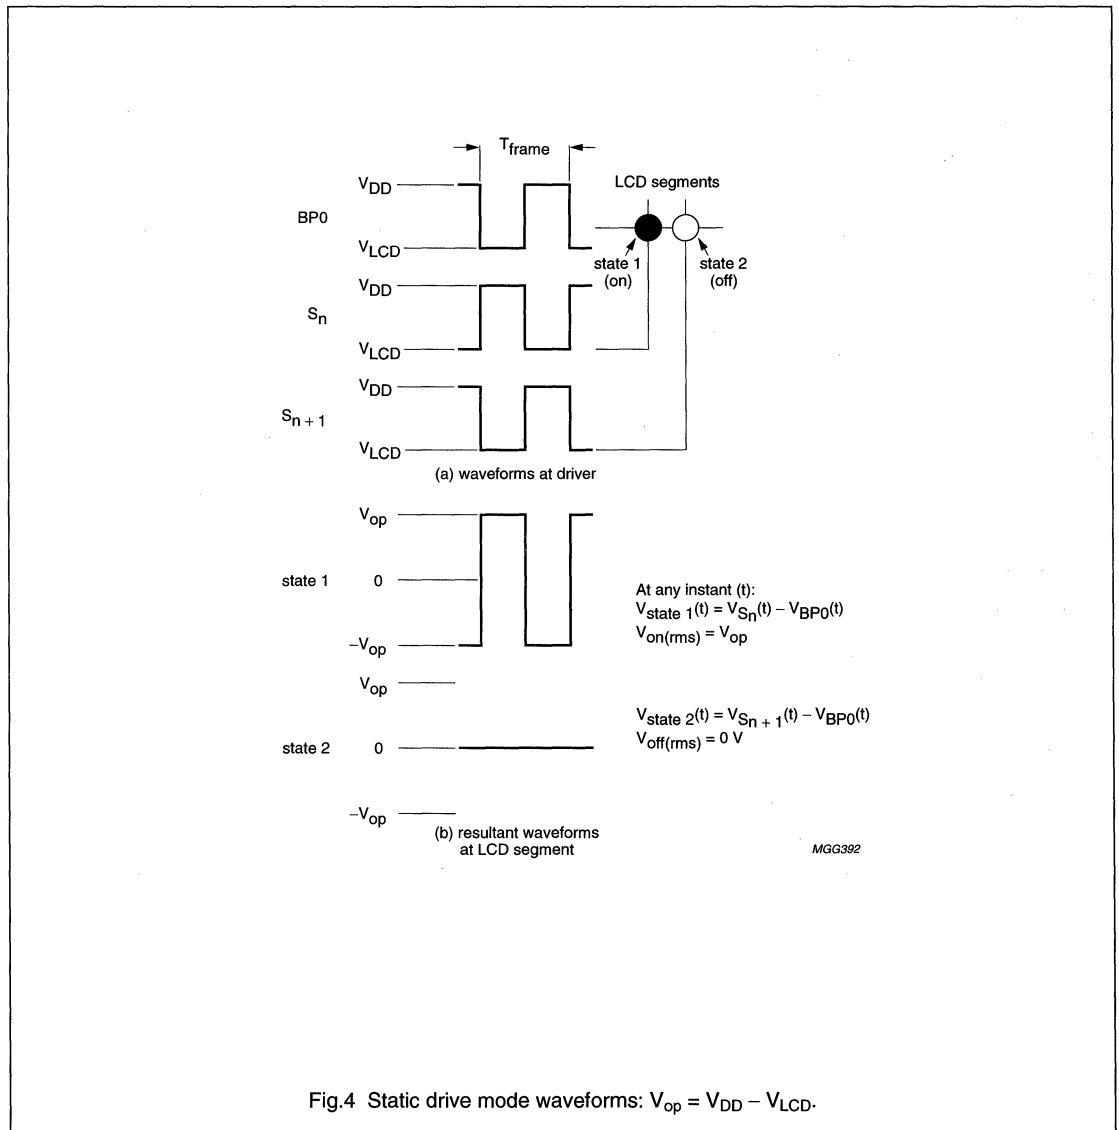 T_frame
V_DD
LCD segments
BP0
V_LCD
state 1
(on)
state 2
(off)
V_DD
S_n
V_LCD
V_DD
S_n + 1
V_LCD
(a) waveforms at driver
V_op
state 1
0
−V_op
At any instant (t):
V_state 1(t) = V_Sn(t) − V_BP0(t)
V_on(rms) = V_op
V_op
V_state 2(t) = V_Sn + 1(t) − V_BP0(t)
V_off(rms) = 0 V
state 2
0
−V_op
(b) resultant waveforms
at LCD segment
MGG392
Fig.4 Static drive mode waveforms: V_op = V_DD − V_LCD.